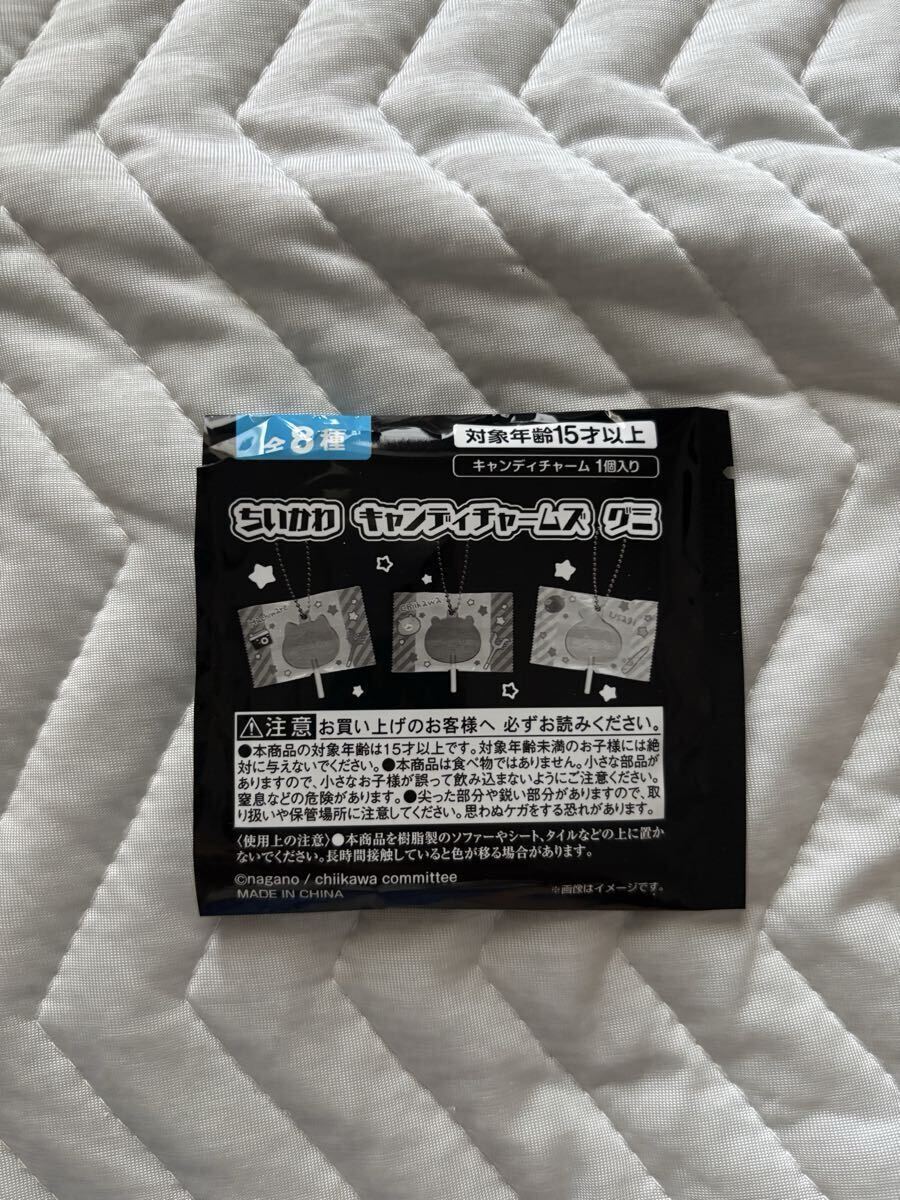 全8種
対象年齢15才以上
キャンディチャーム 1個入り
ちいかわ キャンディチャームズ グミ
Hachiware
chiikawa
USAGI
注意 お買い上げのお客様へ 必ずお読みください。
●本商品の対象年齢は15才以上です。対象年齢未満のお子様には絶
対に与えないでください。●本商品は食べ物ではありません。小さな部品が
ありますので、小さなお子様が誤って飲み込まないようにご注意ください。
窒息などの危険があります。●尖った部分や鋭い部分がありますので、取
り扱いや保管場所に注意してください。思わぬケガをする恐れがあります。
〈使用上の注意〉●本商品を樹脂製のソファーやシート、タイルなどの上に置か
ないでください。長時間接触していると色が移る場合があります。
©nagano / chiikawa committee
MADE IN CHINA
※画像はイメージです。